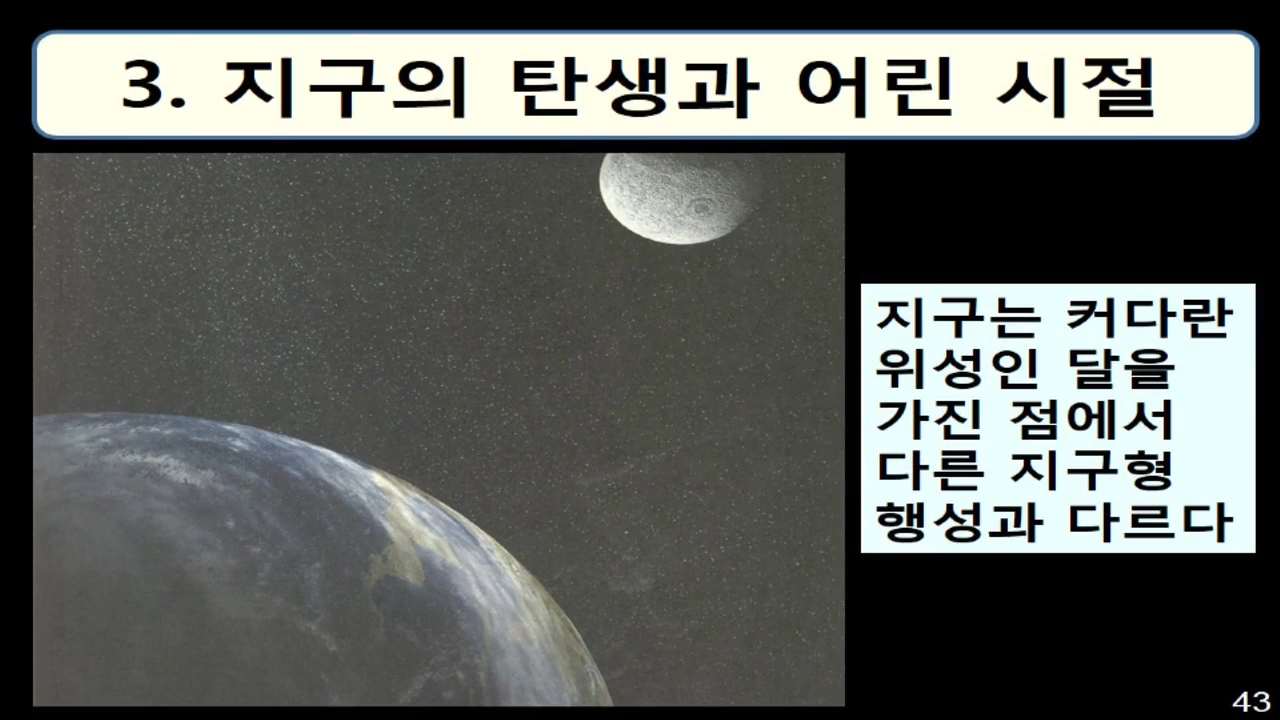 3. 지구의 탄생과 어린 시절
지구는 커다란
위성인 달을
가진 점에서
다른 지구형
행성과 다르다
43